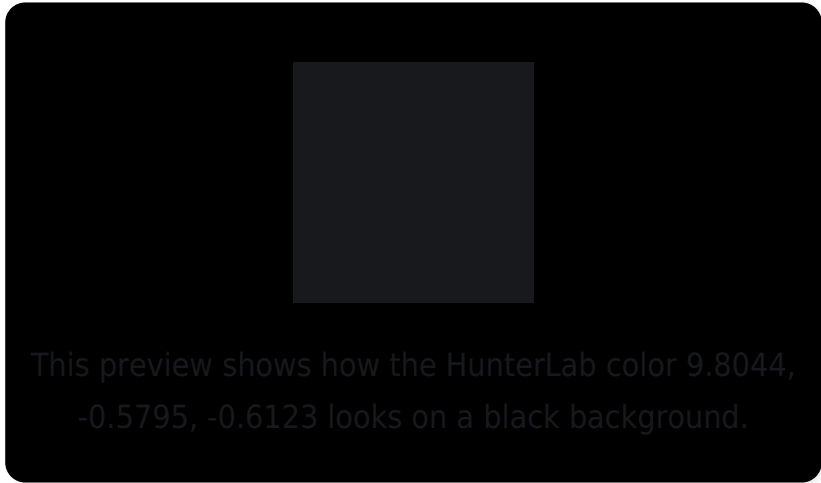 This preview shows how the HunterLab color 9.8044,
-0.5795, -0.6123 looks on a black background.